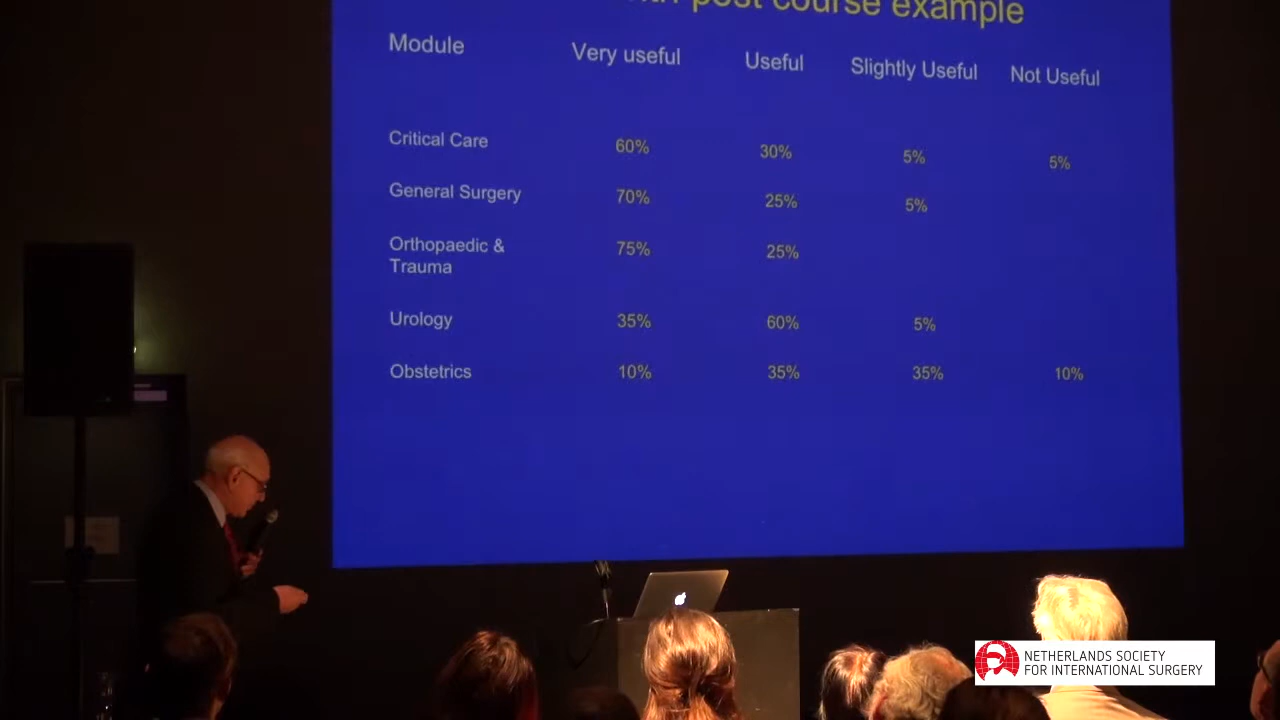 post course example
Module Very useful Useful Slightly Useful Not Useful
Critical Care 60% 30% 5% 5%
General Surgery 70% 25% 5%
Orthopaedic &
Trauma 75% 25%
Urology 35% 60% 5%
Obstetrics 10% 35% 35% 10%
NETHERLANDS SOCIETY
FOR INTERNATIONAL SURGERY